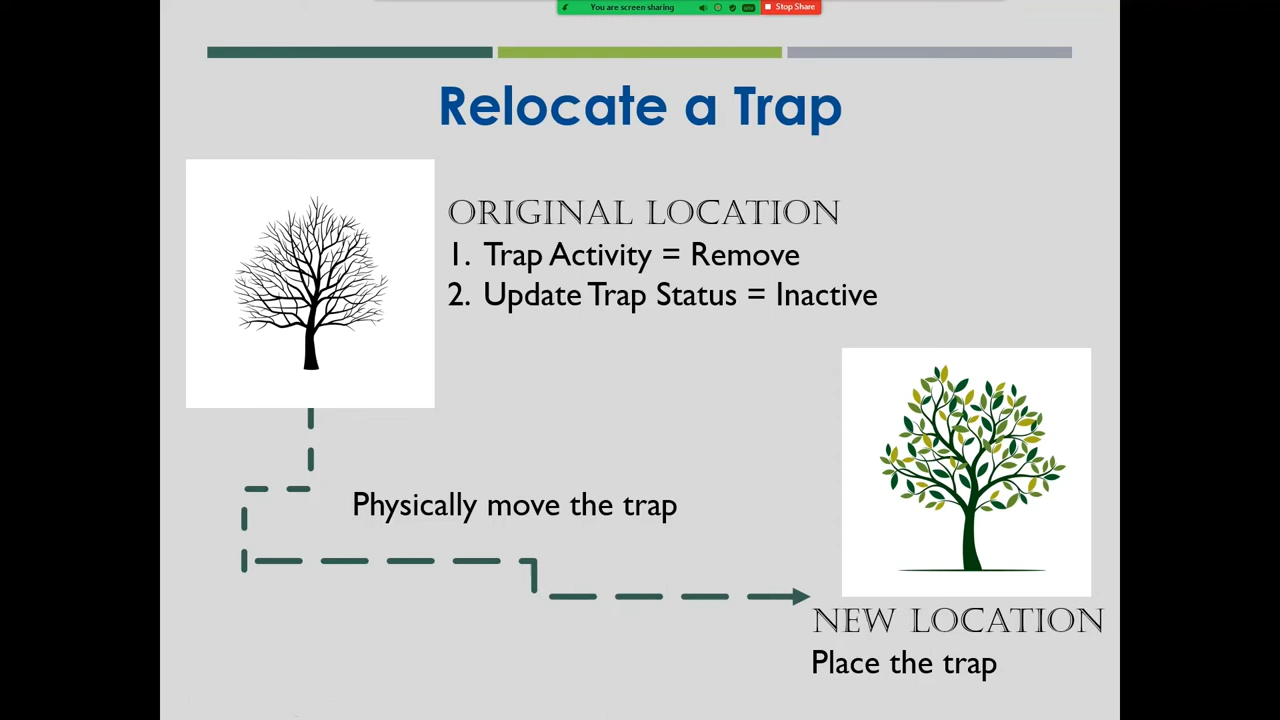 You are screen sharing
Stop Share
Relocate a Trap
ORIGINAL LOCATION
1. Trap Activity = Remove
2. Update Trap Status = Inactive
Physically move the trap
NEW LOCATION
Place the trap